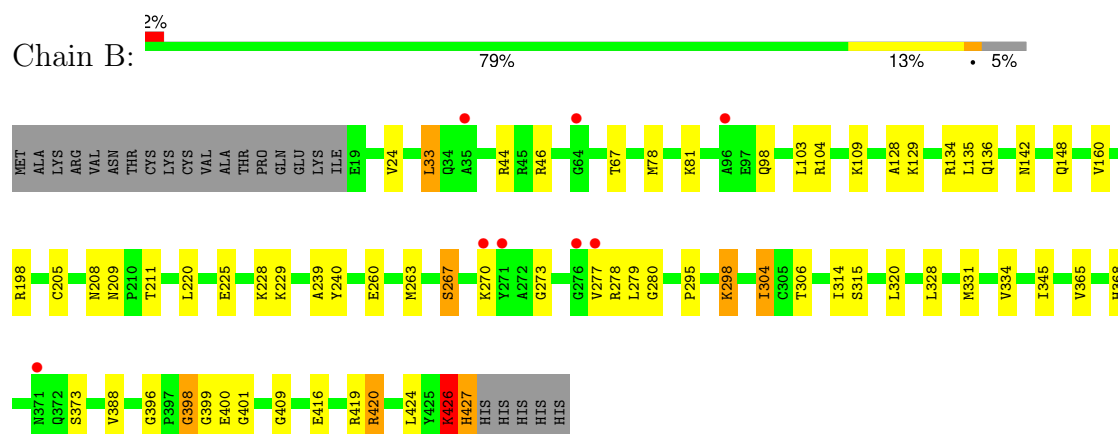 2%
Chain B:
79% 13% • 5%
MET ALA LYS ARG VAL ASN THR CYS LYS CYS VAL ALA THR PRO GLN GLU LYS ILE E19 V24 L33 Q34 A35 R44 R45 R46 G64 T67 M78 K81 A96 E97 Q98 L103 R104 K109 A128 K129 R134 L135 Q136 N142 Q148 V160
R198 C205 N208 N209 P210 T211 L220 E225 K228 K229 A239 Y240 E260 M263 S267 K270 Y271 A272 G273 G276 V277 R278 L279 G280 P295 K298 I304 C305 T306 I314 S315 L320 L328 M331 V334 I345 V365 H368
N371 Q372 S373 V388 G396 P397 G398 G399 E400 G401 G409 E416 R419 R420 L424 Y425 K426 H427 HIS HIS HIS HIS HIS